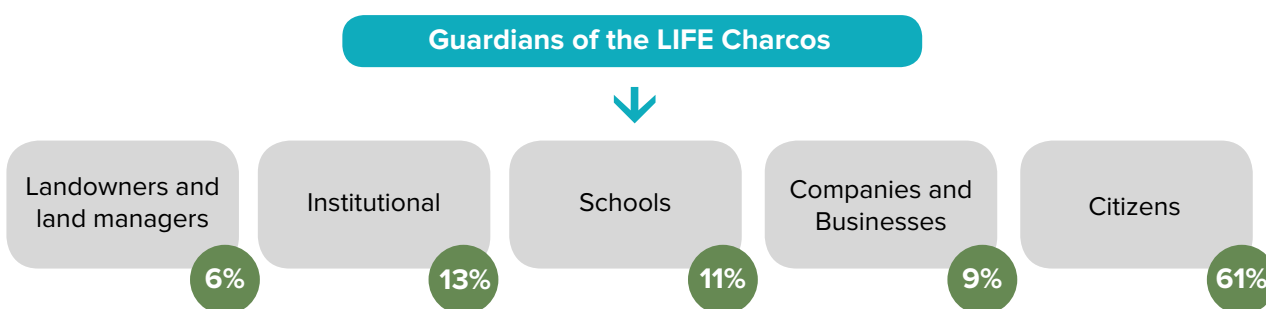 Guardians of the LIFE Charcos
Landowners and
land managers
6%
Institutional
13%
Schools
11%
Companies and
Businesses
9%
Citizens
61%